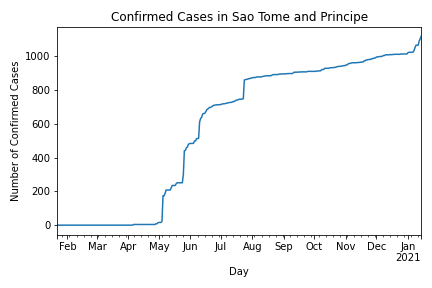 Confirmed Cases in Sao Tome and Principe
Number of Confirmed Cases
1000
800
600
400
200
0
Feb Mar Apr May Jun Jul Aug Sep Oct Nov Dec Jan
2021
Day